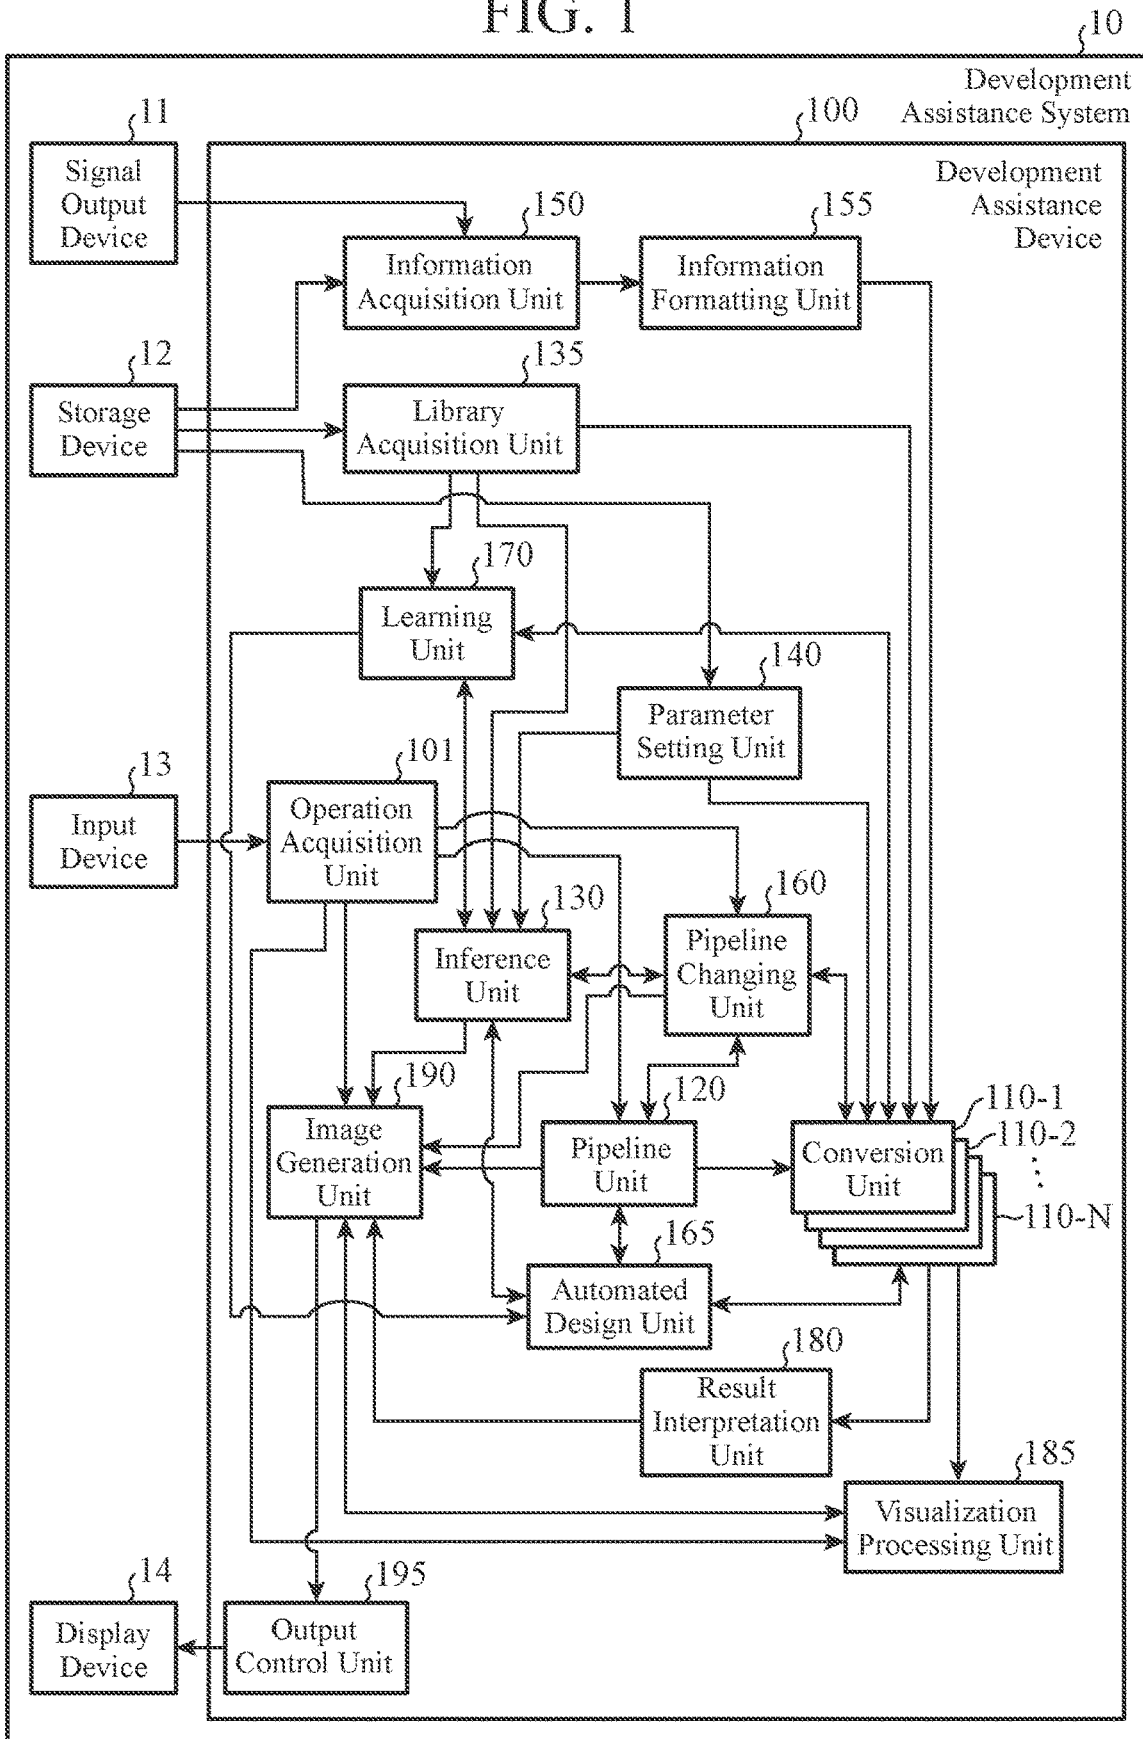 FIG. 1
10
Development
Assistance System
11
100
Signal
Output
Device
Development
Assistance
Device
150
155
Information
Acquisition Unit
Information
Formatting Unit
12
135
Storage
Device
Library
Acquisition Unit
170
Learning
Unit
140
Parameter
Setting Unit
13
101
Input
Device
Operation
Acquisition
Unit
130
160
Inference
Unit
Pipeline
Changing
Unit
190
120
110-1
110-2
110-N
Image
Generation
Unit
Pipeline
Unit
Conversion
Unit
165
Automated
Design Unit
180
Result
Interpretation
Unit
185
Visualization
Processing Unit
14
195
Display
Device
Output
Control Unit